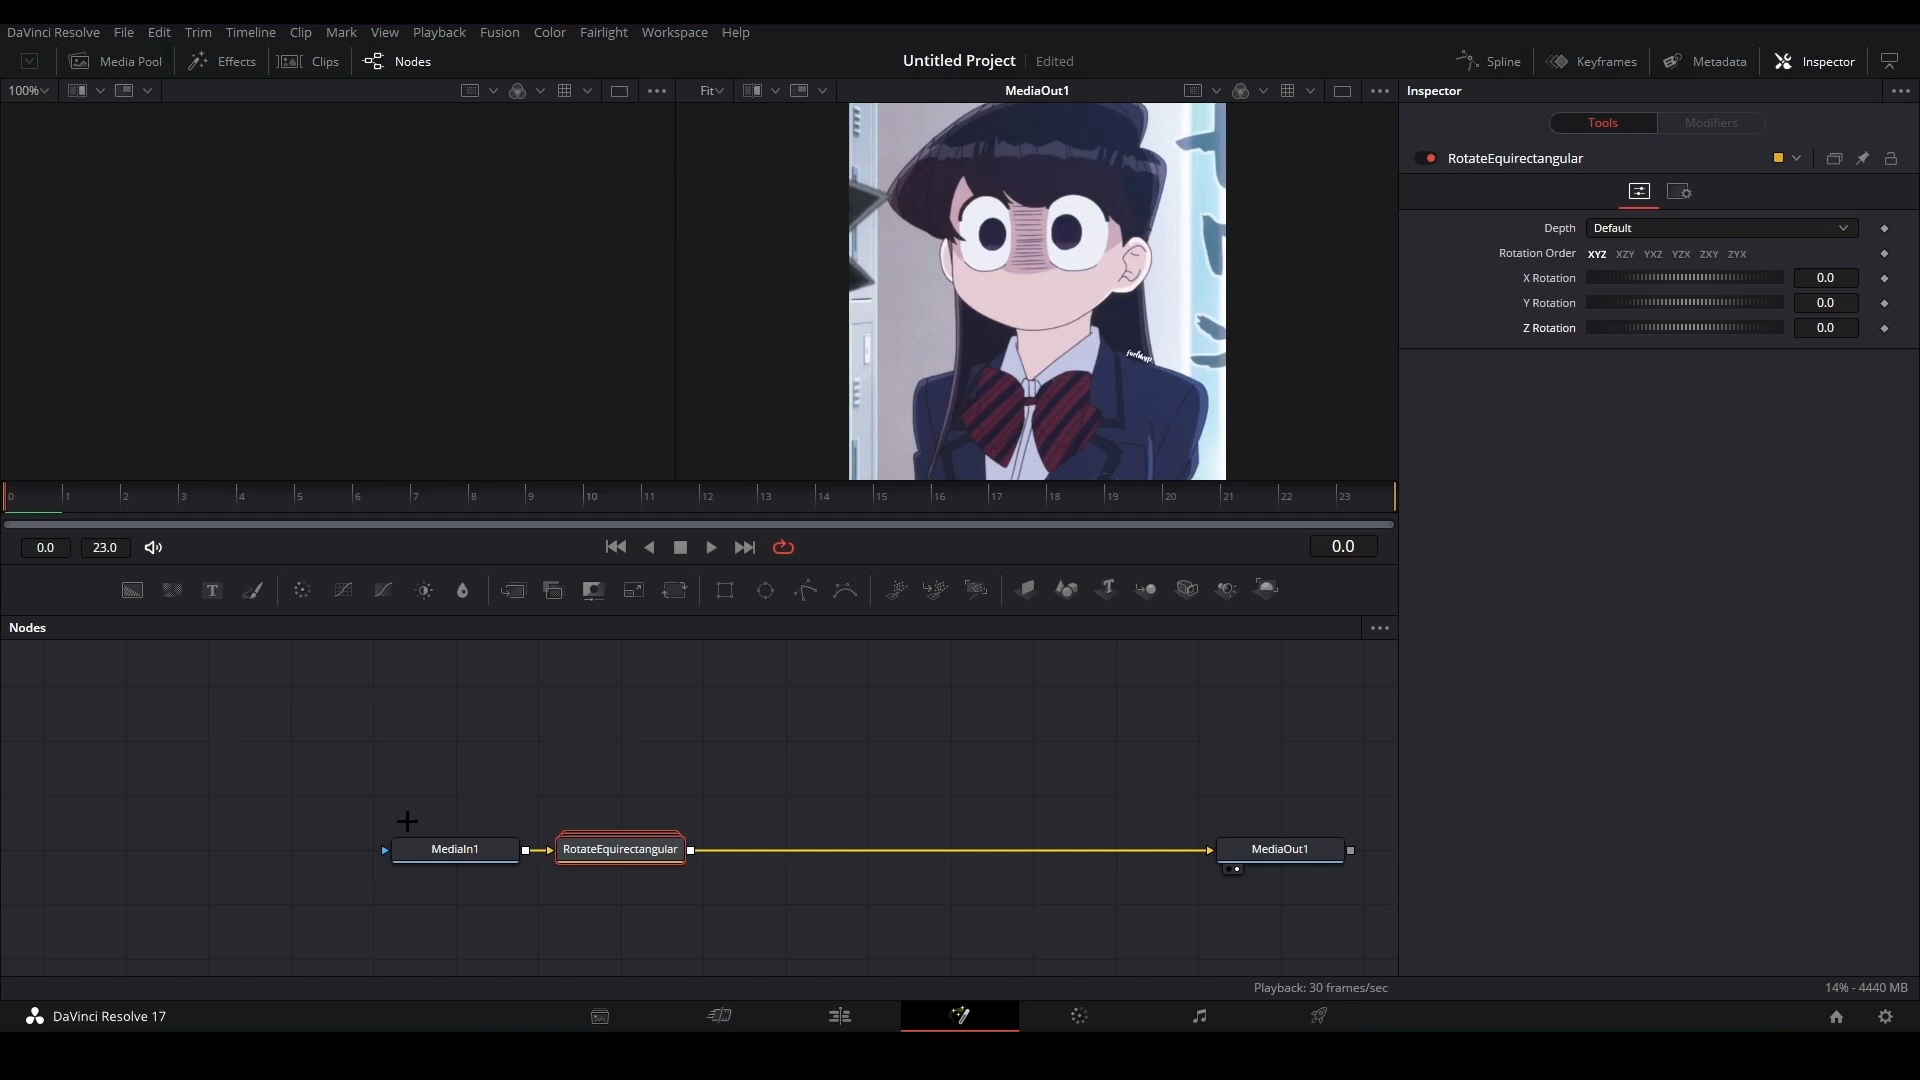 DaVinci Resolve File Edit Trim Timeline Clip Mark View Playback Fusion Color Fairlight Workspace Help
Media Pool Effects Clips Nodes Untitled Project Edited Spline Keyframes Metadata Inspector
100% Fit MediaOut1 Inspector
Tools Modifiers
RotateEquirectangular
Depth Default
Rotation Order XYZ XZY YXZ YZX ZXY ZYX
X Rotation 0.0
Y Rotation 0.0
Z Rotation 0.0
0 1 2 3 4 5 6 7 8 9 10 11 12 13 14 15 16 17 18 19 20 21 22 23
0.0 23.0 0.0
Nodes
MediaIn1 RotateEquirectangular MediaOut1
Playback: 30 frames/sec 14% - 4440 MB
DaVinci Resolve 17